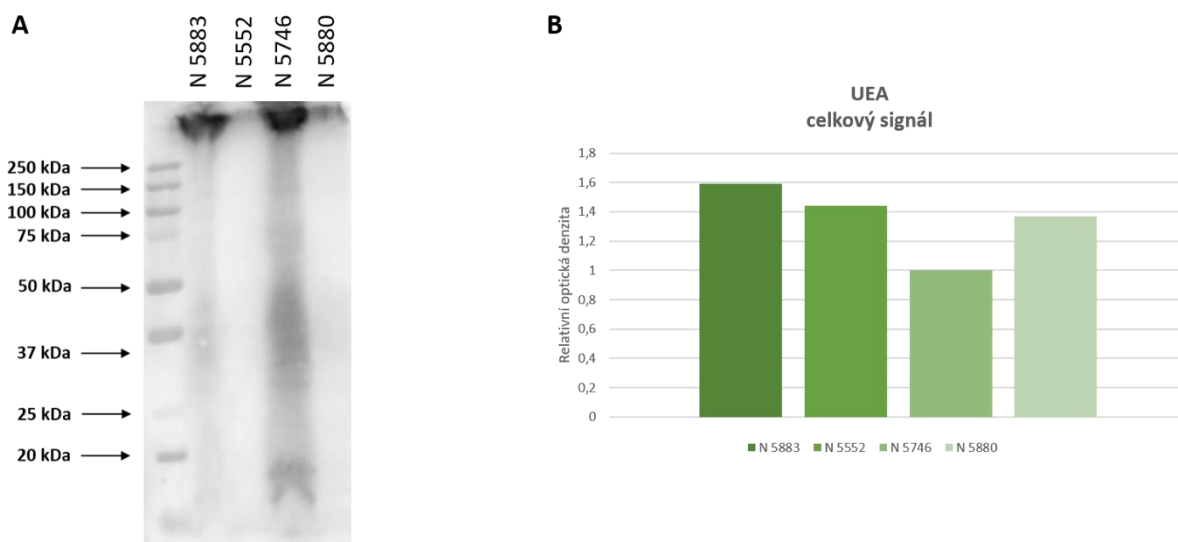 A
N 5883
N 5552
N 5746
N 5880
250 kDa
150 kDa
100 kDa
75 kDa
50 kDa
37 kDa
25 kDa
20 kDa
B
UEA
celkový signál
Relativní optická denzita
1,8
1,6
1,4
1,2
1
0,8
0,6
0,4
0,2
0
N 5883 N 5552 N 5746 N 5880